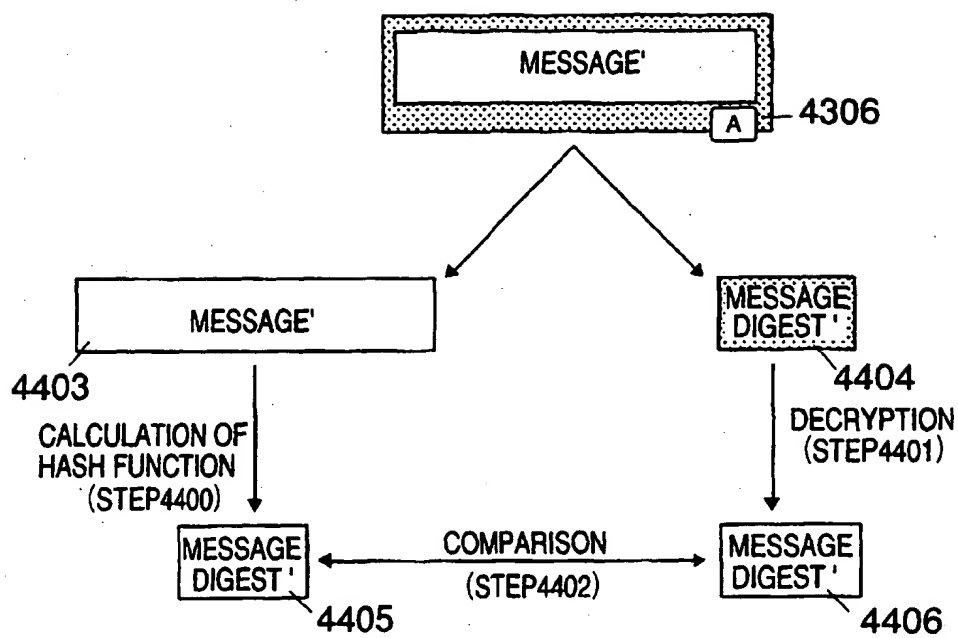 MESSAGE'
A
4306
MESSAGE'
MESSAGE
DIGEST'
4403
4404
CALCULATION OF
HASH FUNCTION
(STEP4400)
DECRYPTION
(STEP4401)
MESSAGE
DIGEST'
COMPARISON
(STEP4402)
MESSAGE
DIGEST'
4405
4406